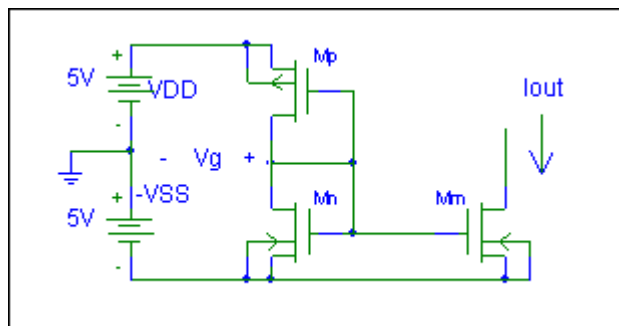 +
Mp
5V
VDD
Iout
-
- Vg +
+
-VSS
Mn
Mm
5V
-